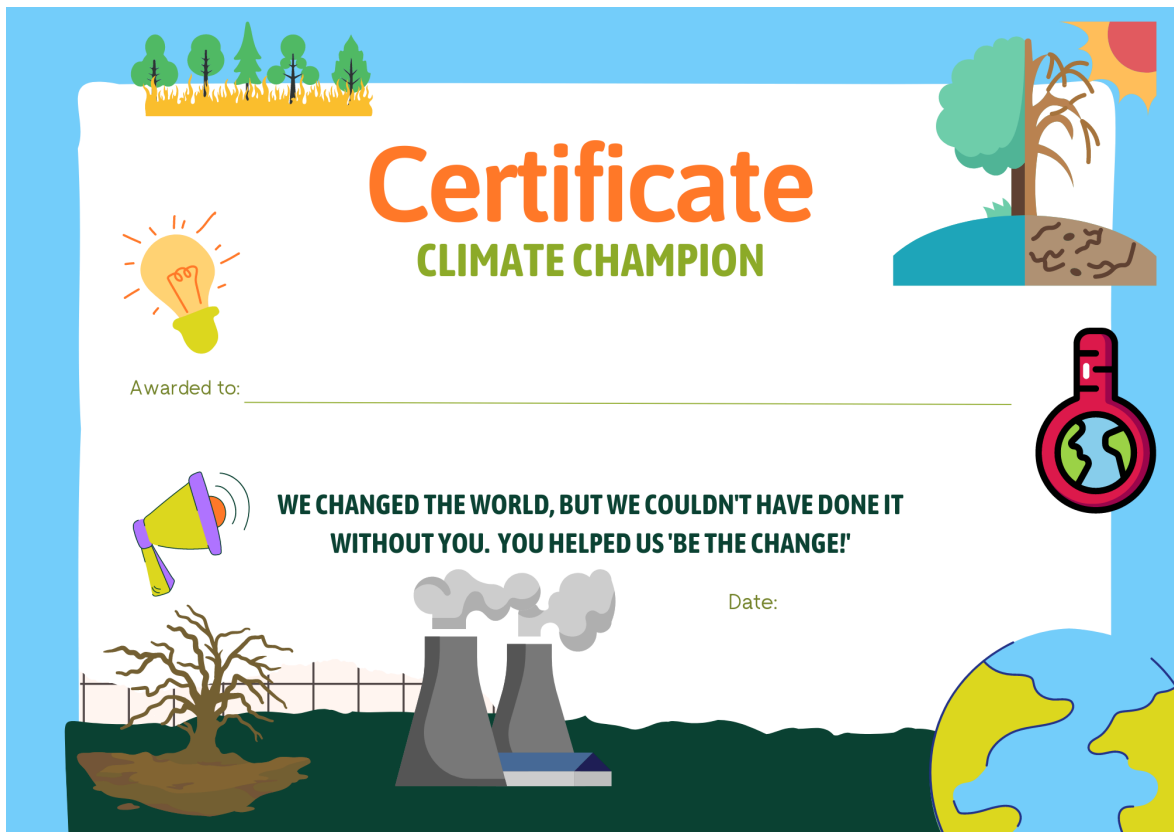 Certificate
CLIMATE CHAMPION
Awarded to:
WE CHANGED THE WORLD, BUT WE COULDN'T HAVE DONE IT
WITHOUT YOU. YOU HELPED US 'BE THE CHANGE!'
Date: